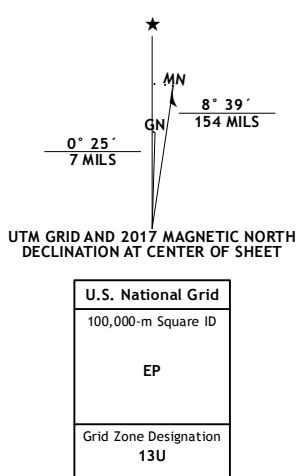 ★
MN
GN
8° 39´
154 MILS
0° 25´
7 MILS
UTM GRID AND 2017 MAGNETIC NORTH
DECLINATION AT CENTER OF SHEET
U.S. National Grid
100,000-m Square ID
EP
Grid Zone Designation
13U